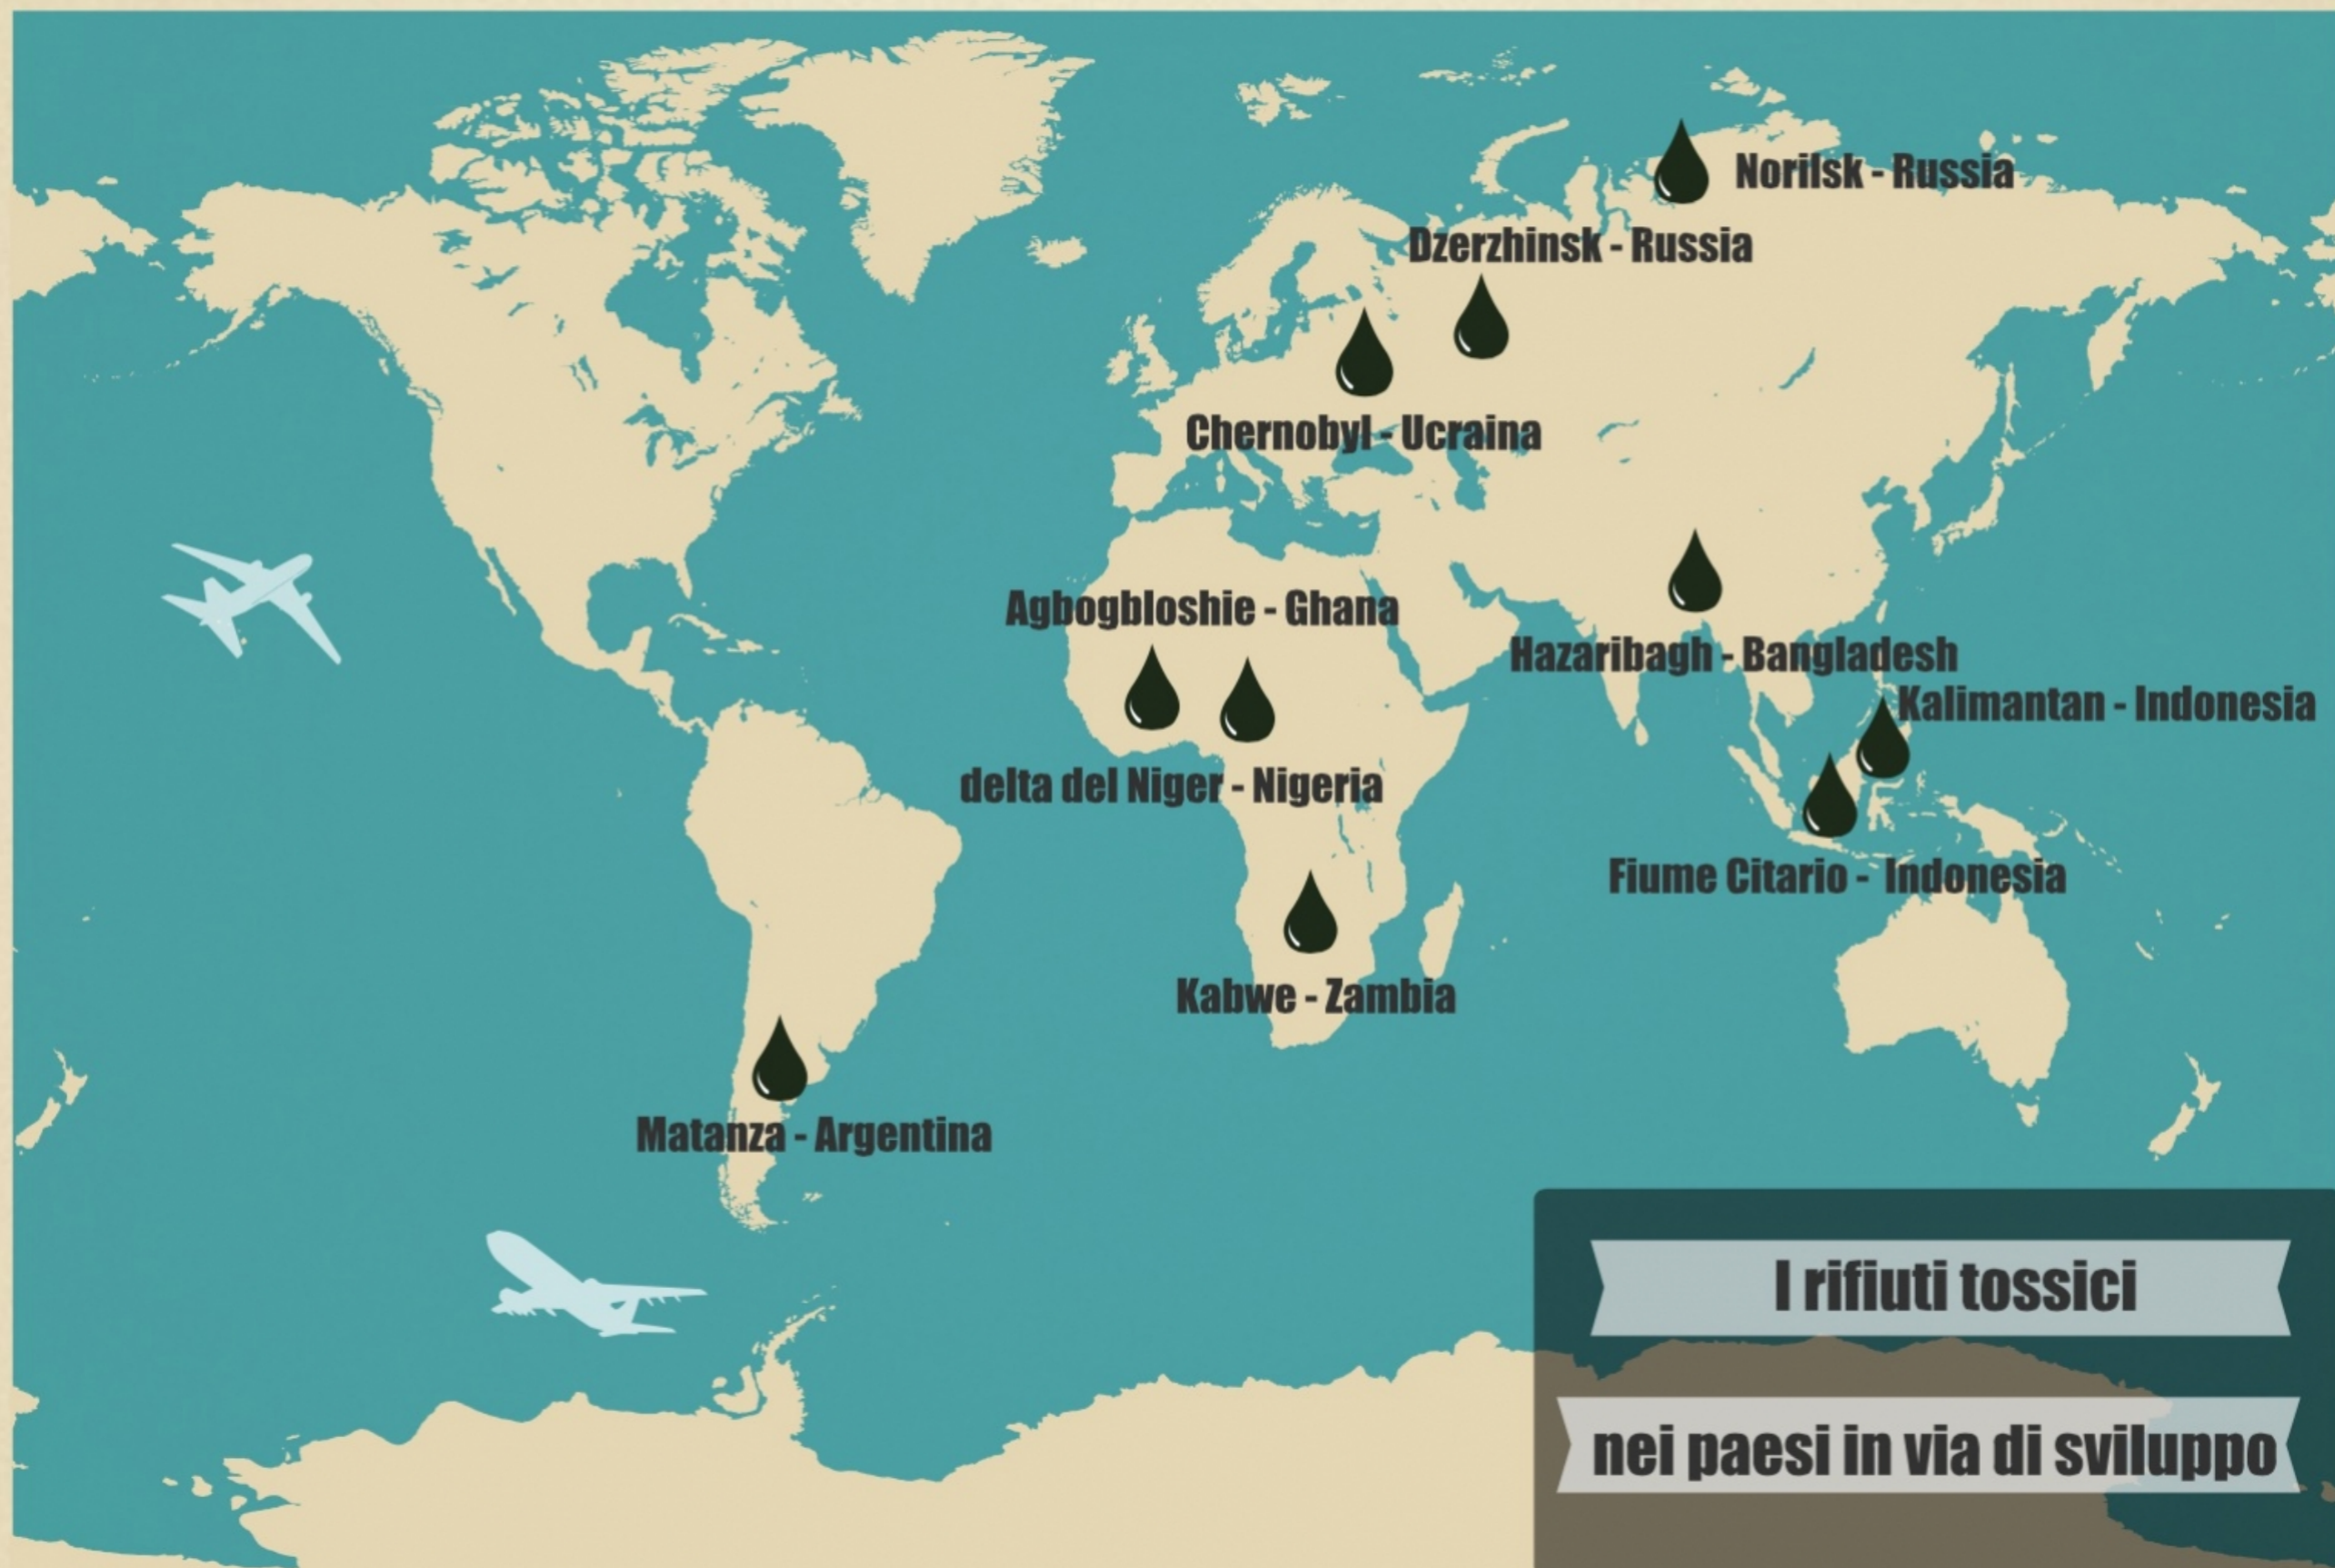 Norilsk - Russia
Dzerzhinsk - Russia
Chernobyl - Ucraina
Agbogbloshie - Ghana
Hazaribagh - Bangladesh
Kalimantan - Indonesia
delta del Niger - Nigeria
Fiume Citario - Indonesia
Kabwe - Zambia
Matanza - Argentina
I rifiuti tossici
nei paesi in via di sviluppo